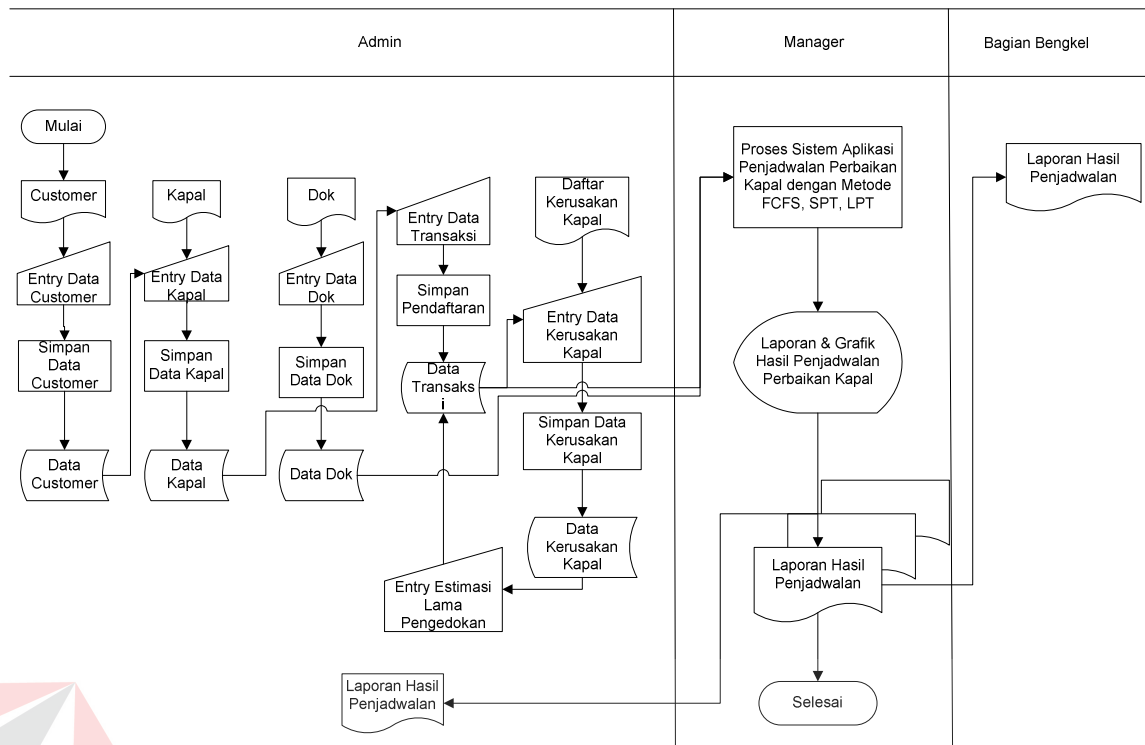 Admin
Manager
Bagian Bengkel
Mulai
Customer
Entry Data
Customer
Simpan
Data
Customer
Data
Customer
Kapal
Entry Data
Kapal
Simpan
Data Kapal
Data
Kapal
Dok
Entry Data
Dok
Simpan
Data Dok
Data Dok
Entry Data
Transaksi
Simpan
Pendaftaran
Data
Transaks
i
Daftar
Kerusakan
Kapal
Entry Data
Kerusakan
Kapal
Simpan Data
Kerusakan
Kapal
Data
Kerusakan
Kapal
Entry Estimasi
Lama
Pengedokan
Laporan Hasil
Penjadwalan
Proses Sistem Aplikasi
Penjadwalan Perbaikan
Kapal dengan Metode
FCFS, SPT, LPT
Laporan & Grafik
Hasil Penjadwalan
Perbaikan Kapal
Laporan Hasil
Penjadwalan
Selesai
Laporan Hasil
Penjadwalan